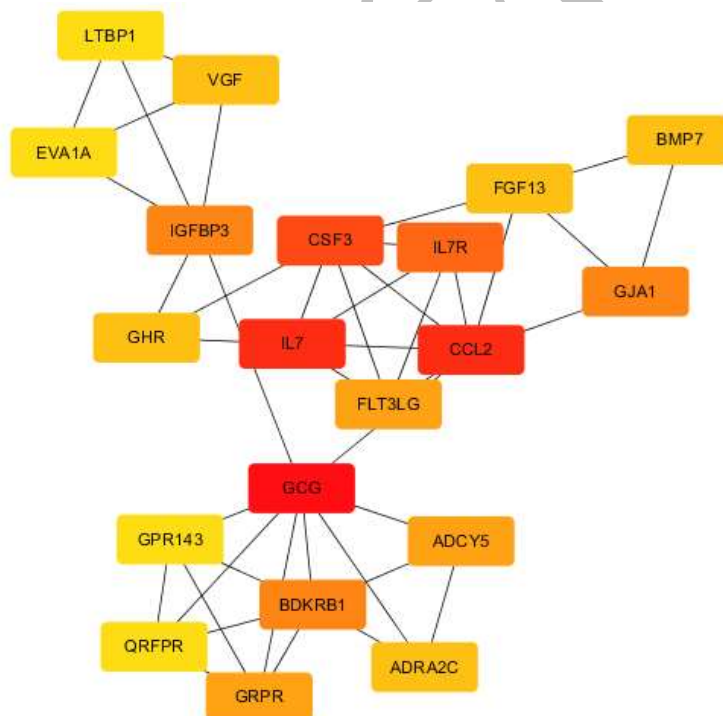 LTBP1
VGF
BMP7
EVA1A
FGF13
IGFBP3
CSF3
IL7R
GJA1
GHR
IL7
CCL2
FLT3LG
GCG
GPR143
ADCY5
BDKRB1
QRFPR
ADRA2C
GRPR